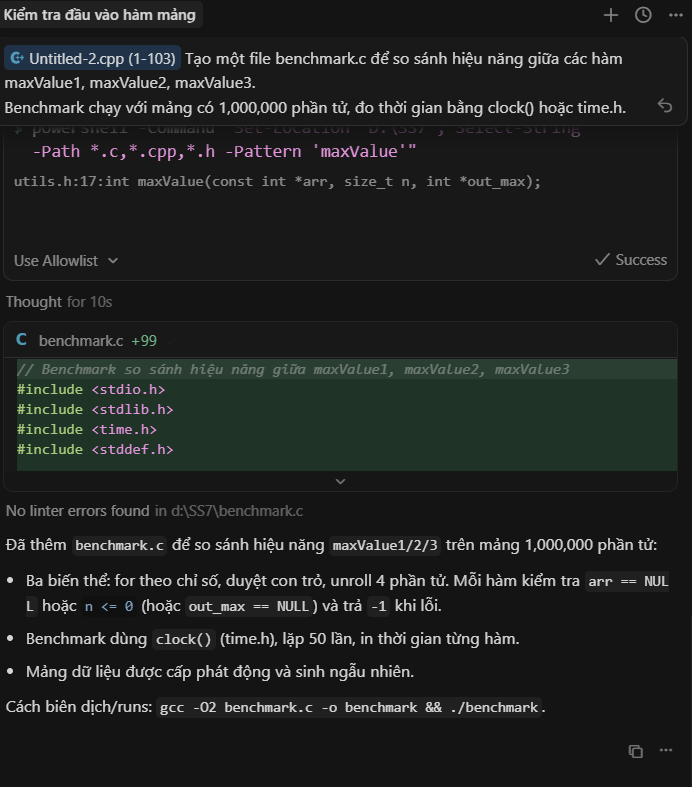 Kiểm tra đầu vào hàm mảng
Untitled-2.cpp (1-103) Tạo một file benchmark.c để so sánh hiệu năng giữa các hàm
maxValue1, maxValue2, maxValue3.
Benchmark chạy với mảng có 1,000,000 phần tử, đo thời gian bằng clock() hoặc time.h.
$ powershell -Command "Set-Location 'D:\SS7'; Select-String
-Path *.c,*.cpp,*.h -Pattern 'maxValue'"
utils.h:17:int maxValue(const int *arr, size_t n, int *out_max);
Use Allowlist
Success
Thought for 10s
C benchmark.c +99
// Benchmark so sánh hiệu năng giữa maxValue1, maxValue2, maxValue3
#include <stdio.h>
#include <stdlib.h>
#include <time.h>
#include <stddef.h>
No linter errors found in d:\SS7\benchmark.c
Đã thêm benchmark.c để so sánh hiệu năng maxValue1/2/3 trên mảng 1,000,000 phần tử:
• Ba biến thể: for theo chỉ số, duyệt con trỏ, unroll 4 phần tử. Mỗi hàm kiểm tra arr == NUL
L hoặc n <= 0 (hoặc out_max == NULL) và trả -1 khi lỗi.
• Benchmark dùng clock() (time.h), lặp 50 lần, in thời gian từng hàm.
• Mảng dữ liệu được cấp phát động và sinh ngẫu nhiên.
Cách biên dịch/runs: gcc -O2 benchmark.c -o benchmark && ./benchmark.